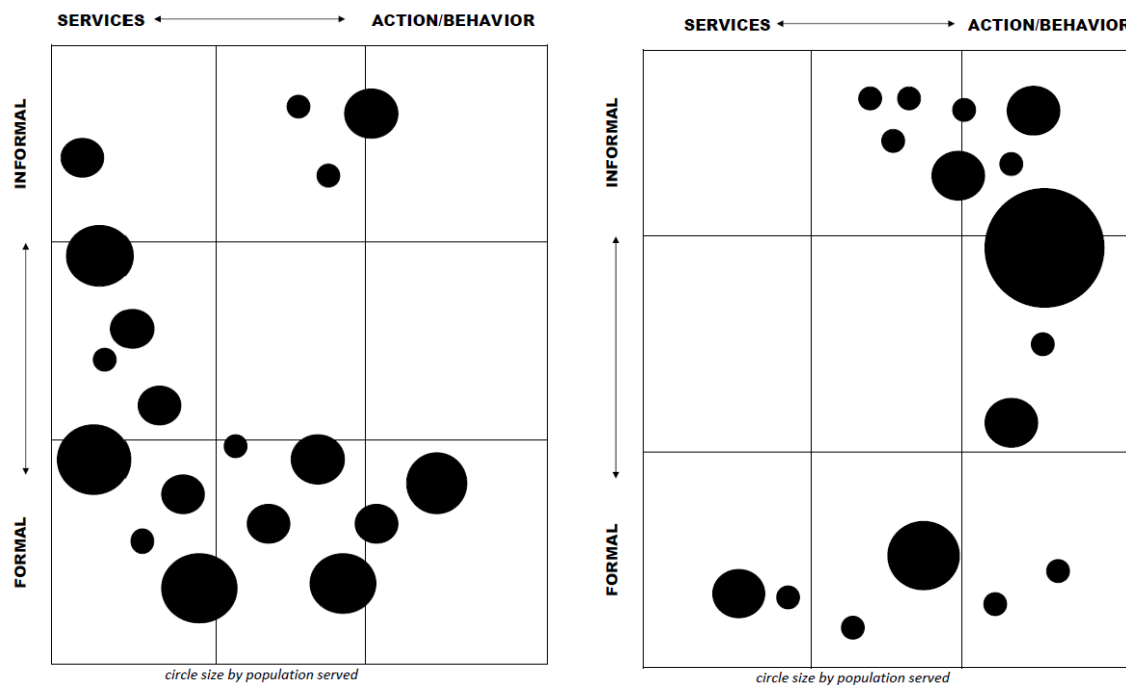 SERVICES ACTION/BEHAVIOR
INFORMAL
FORMAL
circle size by population served
SERVICES ACTION/BEHAVIOR
INFORMAL
FORMAL
circle size by population served